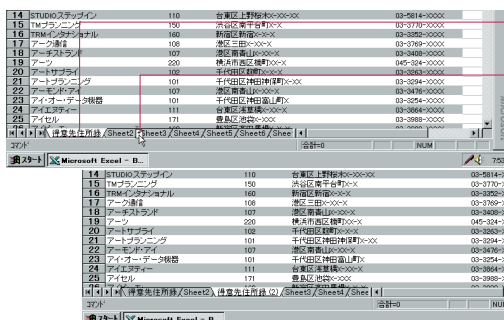 14 STUDIOステップイン 110 台東区上野桜木X-XX-XX 03-5814-XXXX
15 TMプランニング 150 渋谷区南平台町X-X 03-3770-XXXX
16 TRMインタナショナル 160 新宿区新宿X-XX-X 03-3352-XXXX
17 アーク通信 108 港区三田X-XX-X 03-3769-XXXX
18 アーチストランド 107 港区南青山X-XX-X 03-3408-XXXX
19 アーツ 220 横浜市西区楠町X-XX 045-324-XXXX
20 アートサプライ 102 千代田区麹町X-XX-X 03-3263-XXXX
21 アートプランニング 101 千代田区神田神保町X-XX 03-3294-XXXX
22 アーモンド・アイ 107 港区南青山X-XX-X 03-3476-XXXX
23 アイ・オー・データ機器 101 千代田区神田富山町X 03-3254-XXXX
24 アイエヌティー 111 台東区浅草橋X-XX-X 03-3864-XXXX
25 アイセル 171 豊島区池袋X-XXX 03-3988-XXXX
得意先住所録 Sheet2 Sheet3 Sheet4 Sheet5 Sheet6 Shee
コマンド 合計=0 NUM
スタート Microsoft Excel - B... 7:53
14 STUDIOステップイン 110 台東区上野桜木X-XX-XX 03-5814-X
15 TMプランニング 150 渋谷区南平台町X-X 03-3770-X
16 TRMインタナショナル 160 新宿区新宿X-XX-X 03-3352-X
17 アーク通信 108 港区三田X-XX-X 03-3769-X
18 アーチストランド 107 港区南青山X-XX-X 03-3408-X
19 アーツ 220 横浜市西区楠町X-XX 045-324-X
20 アートサプライ 102 千代田区麹町X-XX-X 03-3263-X
21 アートプランニング 101 千代田区神田神保町X-XX 03-3294-X
22 アーモンド・アイ 107 港区南青山X-XX-X 03-3476-X
23 アイ・オー・データ機器 101 千代田区神田富山町X 03-3254-X
24 アイエヌティー 111 台東区浅草橋X-XX-X 03-3864-X
25 アイセル 171 豊島区池袋X-XXX 03-3988-X
得意先住所録 Sheet2 得意先住所録 (2) Sheet3 Sheet4 Shee
コマンド 合計=0 NU
スタート Microsoft Excel - B